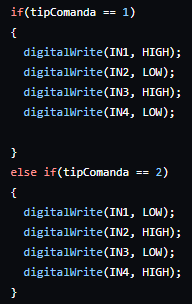 if(tipComanda == 1)
{
  digitalWrite(IN1, HIGH);
  digitalWrite(IN2, LOW);
  digitalWrite(IN3, HIGH);
  digitalWrite(IN4, LOW);

}
else if(tipComanda == 2)
{
  digitalWrite(IN1, LOW);
  digitalWrite(IN2, HIGH);
  digitalWrite(IN3, LOW);
  digitalWrite(IN4, HIGH);
}